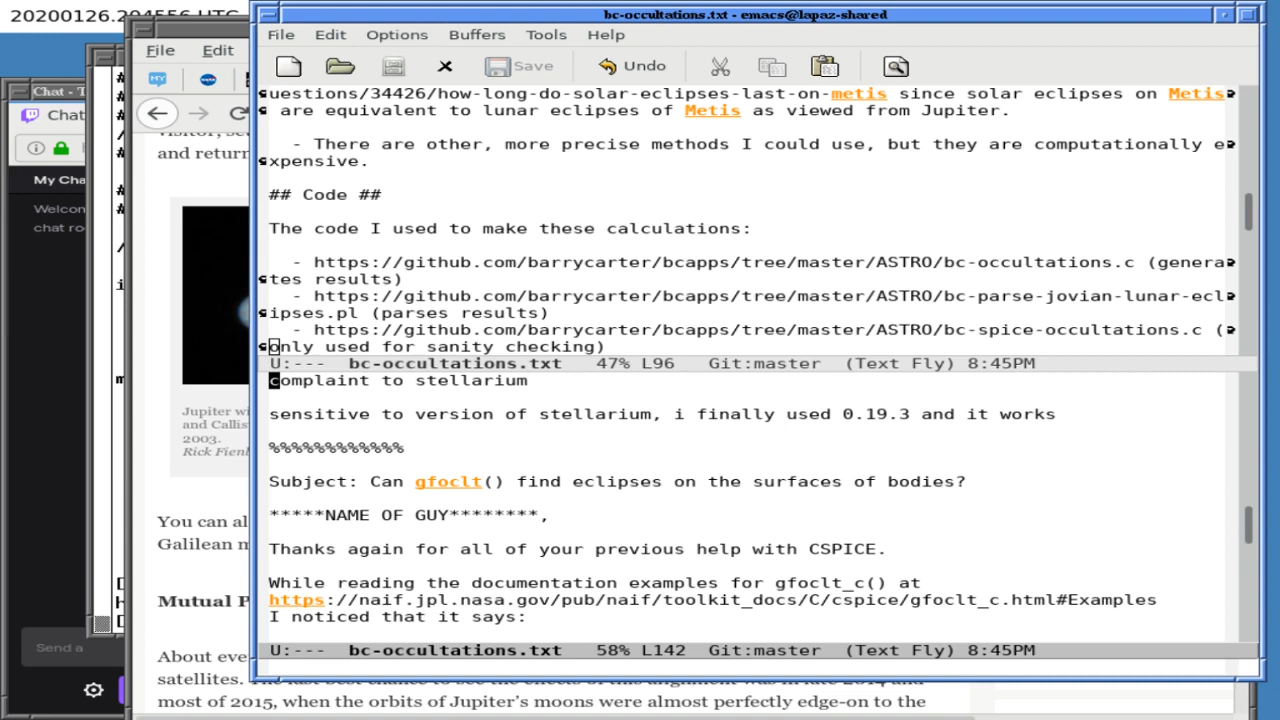 20200126.204556 UTC
bc-occultations.txt - emacs@lapaz-shared
File Edit Options Buffers Tools Help
Save Undo
uestions/34426/how-long-do-solar-eclipses-last-on-metis since solar eclipses on Metis
are equivalent to lunar eclipses of Metis as viewed from Jupiter.
- There are other, more precise methods I could use, but they are computationally e
xpensive.
## Code ##
The code I used to make these calculations:
- https://github.com/barrycarter/bcapps/tree/master/ASTRO/bc-occultations.c (genera
tes results)
- https://github.com/barrycarter/bcapps/tree/master/ASTRO/bc-parse-jovian-lunar-ecl
ipses.pl (parses results)
- https://github.com/barrycarter/bcapps/tree/master/ASTRO/bc-spice-occultations.c (
only used for sanity checking)
U:--- bc-occultations.txt 47% L96 Git:master (Text Fly) 8:45PM
complaint to stellarium
sensitive to version of stellarium, i finally used 0.19.3 and it works
%%%%%%%%%%%%
Subject: Can gfoclt() find eclipses on the surfaces of bodies?
*****NAME OF GUY********,
Thanks again for all of your previous help with CSPICE.
While reading the documentation examples for gfoclt_c() at
https://naif.jpl.nasa.gov/pub/naif/toolkit_docs/C/cspice/gfoclt_c.html#Examples
I noticed that it says:
U:--- bc-occultations.txt 58% L142 Git:master (Text Fly) 8:45PM
File Edit
MY
and return
Jupiter wi
and Callis
2003.
Rick Fienb
You can al
Galilean m
Mutual P
About eve
satellites.
most of 2015, when the orbits of Jupiter's moons were almost perfectly edge-on to the
Chat - T
Chat
My Cha
Welcom
chat ro
Send a